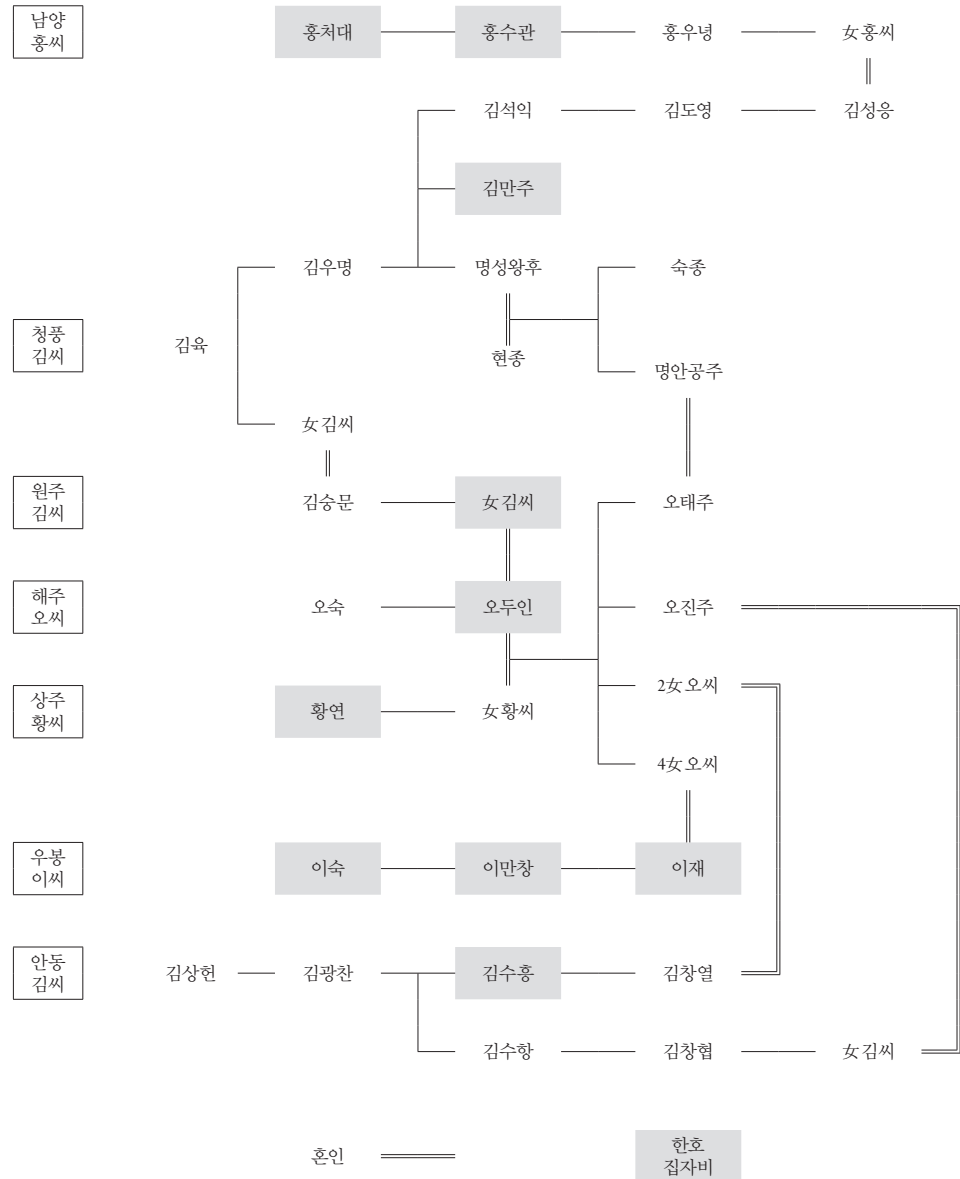 남양
홍씨
홍처대
홍수관
홍우녕
女홍씨
김석익
김도영
김성응
김만주
김우명
명성왕후
숙종
청풍
김씨
김육
현종
명안공주
女김씨
원주
김씨
김숭문
女김씨
오태주
해주
오씨
오숙
오두인
오진주
상주
황씨
황연
女황씨
2女오씨
4女오씨
우봉
이씨
이숙
이만창
이재
안동
김씨
김상헌
김광찬
김수흥
김창열
김수항
김창협
女김씨
혼인
한호
집자비